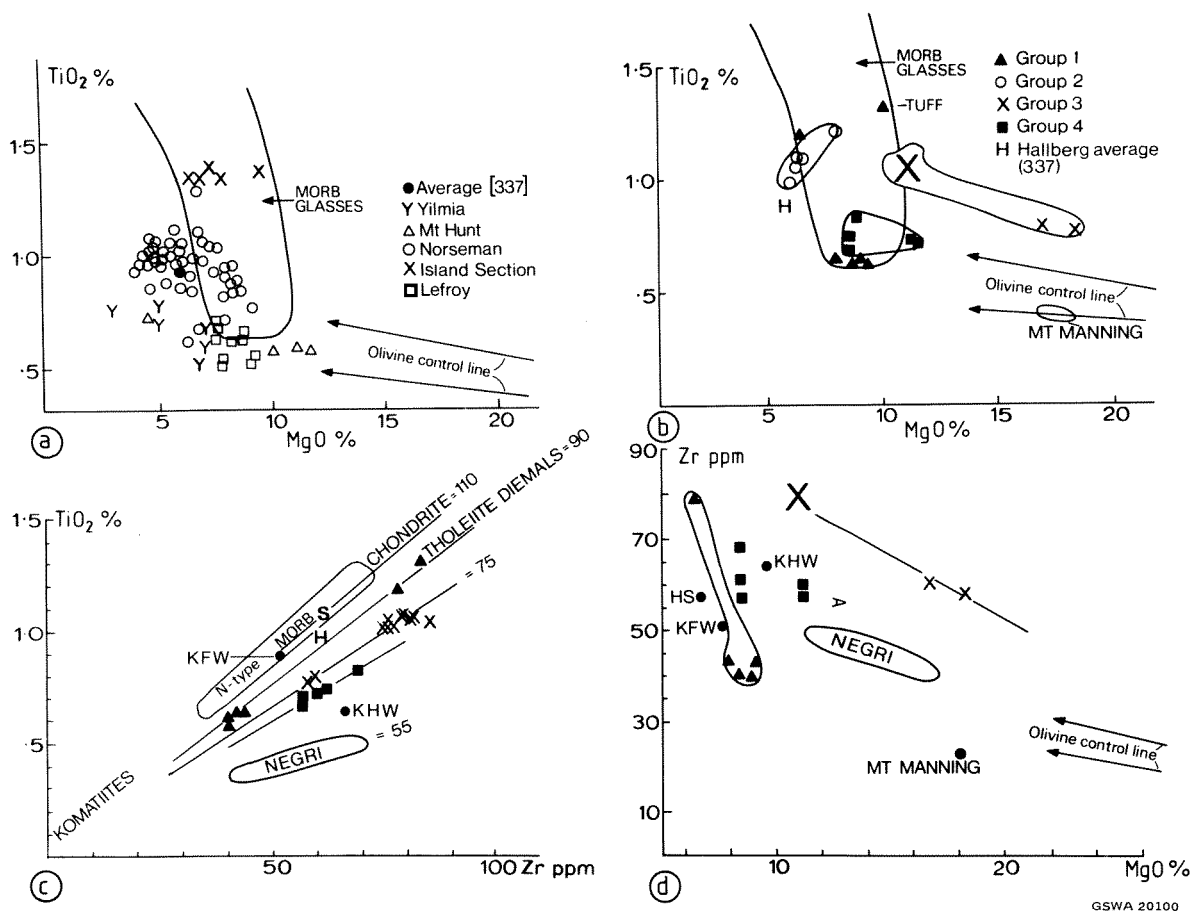 TiO2 %
1·5
1·0
·5
MORB
GLASSES
Average [337]
Yilmia
Mt Hunt
Norseman
Island Section
Lefroy
Olivine control line
5
10
15
20
MgO %
a
TiO2 %
1·5
1·0
·5
MORB
GLASSES
TUFF
Group 1
Group 2
Group 3
Group 4
H Hallberg average
(337)
H
Olivine control line
MT MANNING
5
10
15
20
MgO %
b
TiO2 %
1·5
1·0
·5
CHONDRITE = 110
THOLEIITE DIEMALS = 90
= 75
= 55
N-type MORB
S
H
KFW
KHW
NEGRI
KOMATIITES
50
100
Zr ppm
c
Zr ppm
90
70
50
30
10
KHW
HS
KFW
A
NEGRI
Olivine control line
MT MANNING
10
20
MgO %
d
GSWA 20100